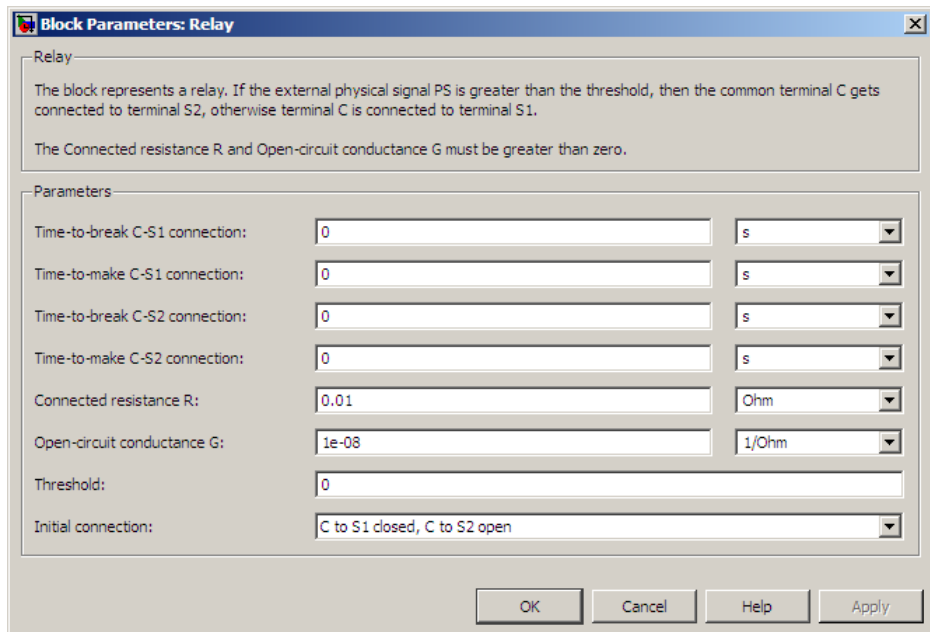 Block Parameters: Relay
Relay
The block represents a relay. If the external physical signal PS is greater than the threshold, then the common terminal C gets
connected to terminal S2, otherwise terminal C is connected to terminal S1.
The Connected resistance R and Open-circuit conductance G must be greater than zero.
Parameters
Time-to-break C-S1 connection: 0 s
Time-to-make C-S1 connection: 0 s
Time-to-break C-S2 connection: 0 s
Time-to-make C-S2 connection: 0 s
Connected resistance R: 0.01 Ohm
Open-circuit conductance G: 1e-08 1/Ohm
Threshold: 0
Initial connection: C to S1 closed, C to S2 open
OK Cancel Help Apply